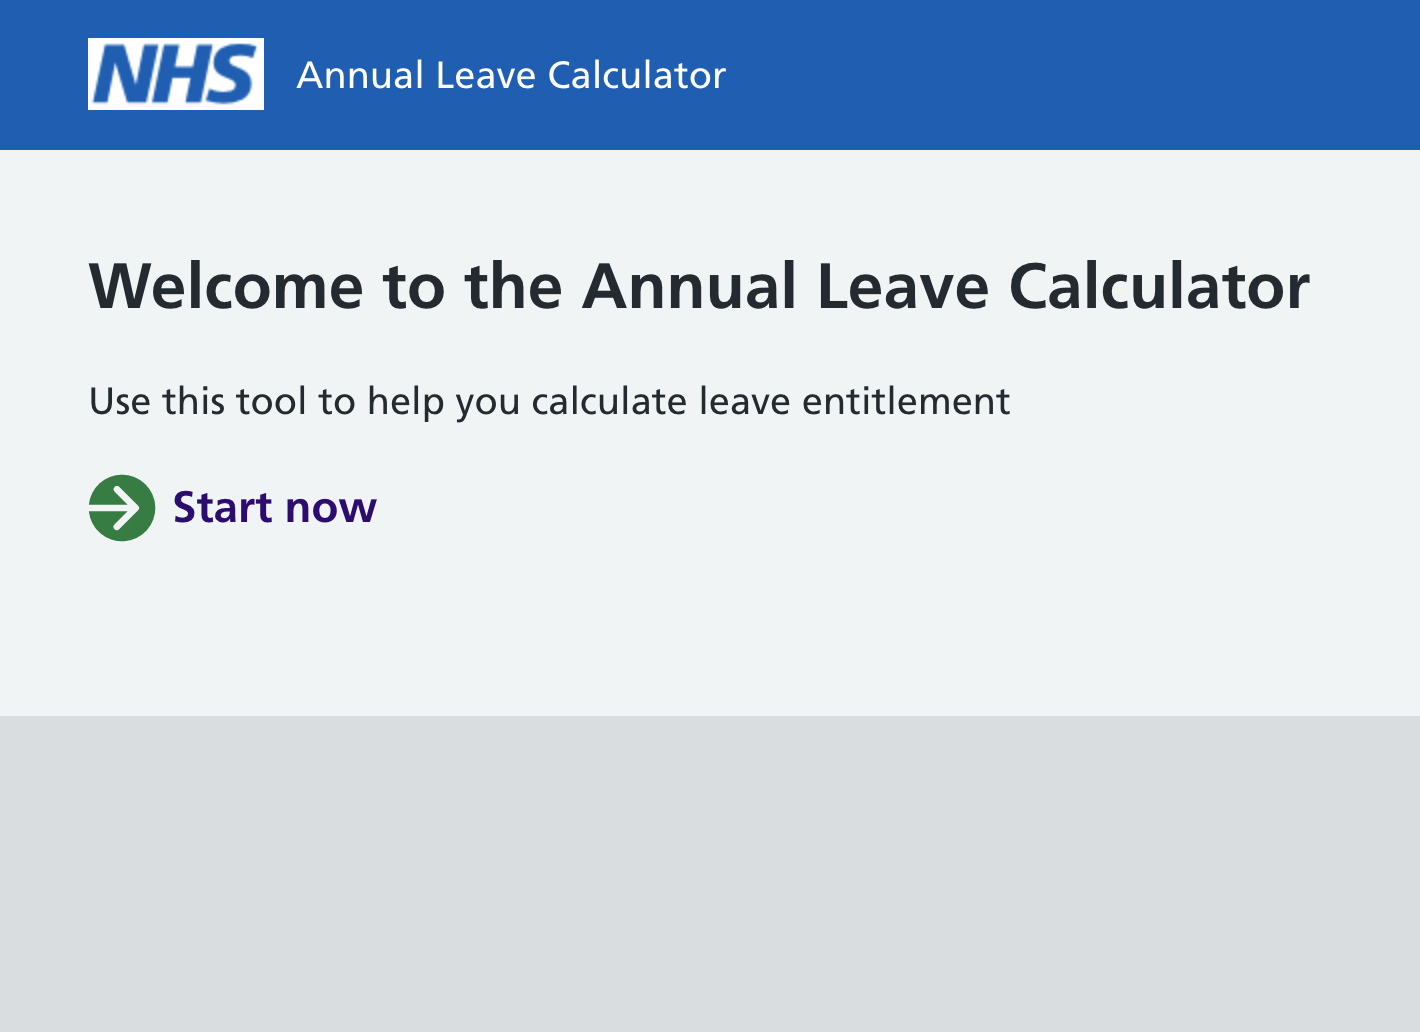 NHS Annual Leave Calculator
Welcome to the Annual Leave Calculator
Use this tool to help you calculate leave entitlement
Start now